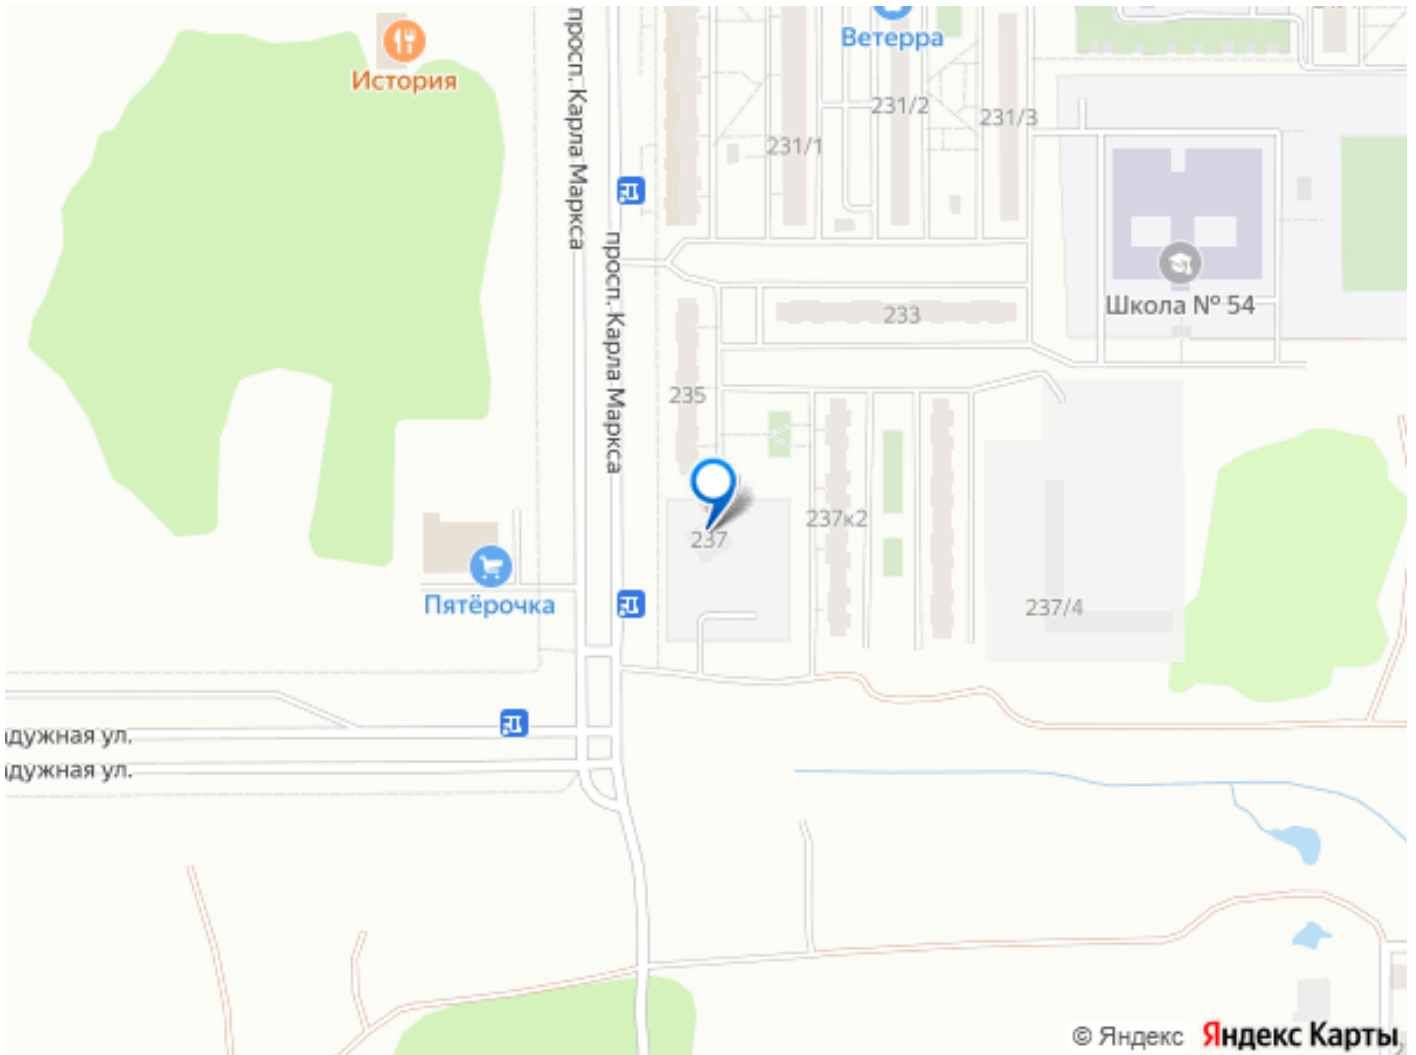 просп. Карла Маркса
Ветерра
История
231/2
231/3
231/1
просп. Карла Маркса
Школа № 54
233
235
237к2
237
Пятёрочка
237/4
дужная ул.
дужная ул.
© Яндекс Яндекс Карты